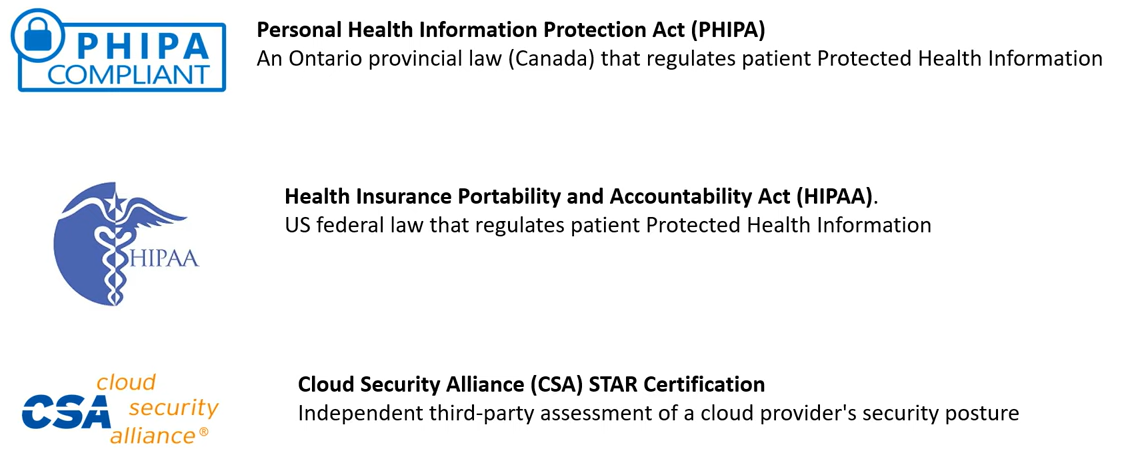 PHIPA
COMPLIANT
Personal Health Information Protection Act (PHIPA)
An Ontario provincial law (Canada) that regulates patient Protected Health Information
HIPAA
Health Insurance Portability and Accountability Act (HIPAA).
US federal law that regulates patient Protected Health Information
cloud
CSA security
alliance®
Cloud Security Alliance (CSA) STAR Certification
Independent third-party assessment of a cloud provider's security posture